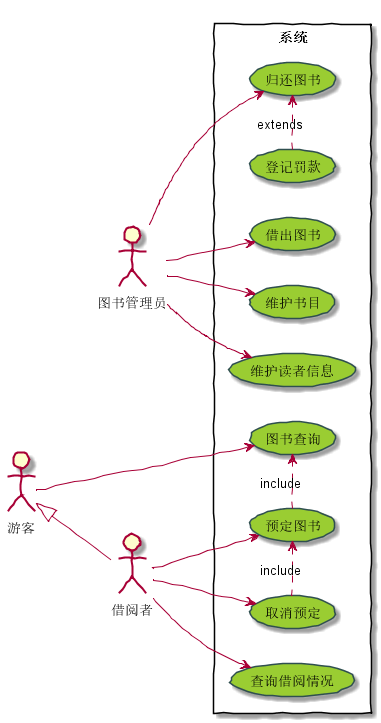 系统
归还图书
extends
登记罚款
借出图书
图书管理员
维护书目
维护读者信息
图书查询
include
游客
预定图书
include
借阅者
取消预定
查询借阅情况